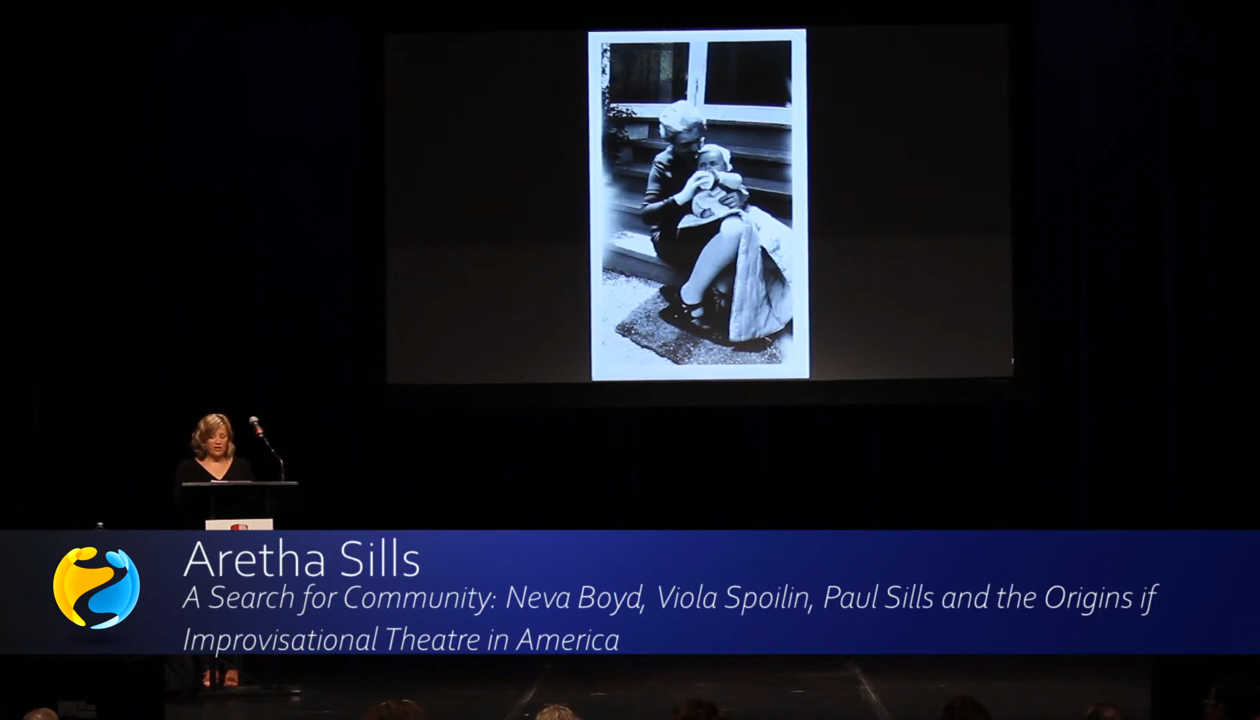 Aretha Sills
A Search for Community: Neva Boyd, Viola Spoilin, Paul Sills and the Origins if
Improvisational Theatre in America